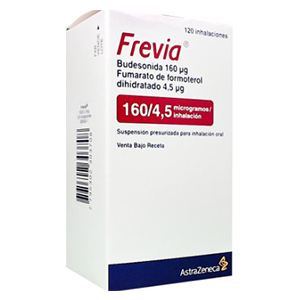 120 inhalaciones
Frevia®
Budesonida 160 µg
Fumarato de formoterol
dihidratado 4,5 µg
160/4,5 microgramos/
inhalación
Suspensión presurizada para inhalación oral
Venta Bajo Receta
AstraZeneca